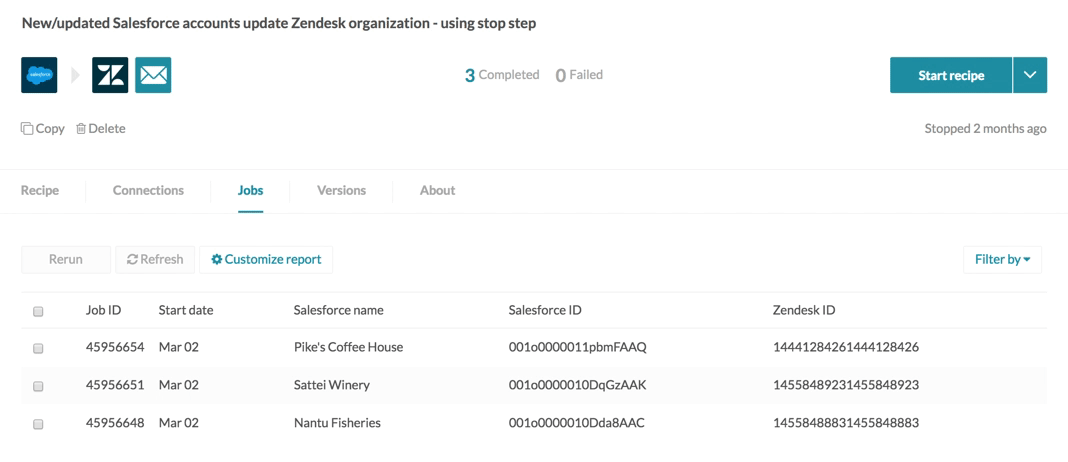 New/updated Salesforce accounts update Zendesk organization - using stop step
salesforce
3 Completed 0 Failed
Start recipe
Copy Delete
Stopped 2 months ago
Recipe Connections Jobs Versions About
Rerun Refresh Customize report Filter by
Job ID Start date Salesforce name Salesforce ID Zendesk ID
45956654 Mar 02 Pike's Coffee House 001o0000011pbmFAAQ 14441284261444128426
45956651 Mar 02 Sattei Winery 001o0000010DqGzAAK 14558489231455848923
45956648 Mar 02 Nantu Fisheries 001o0000010Dda8AAC 14558488831455848883